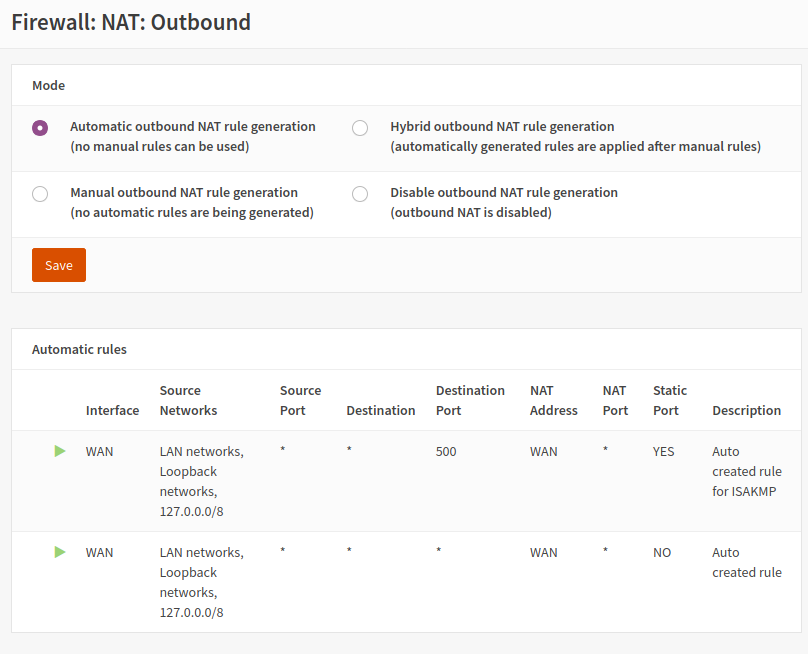 Firewall: NAT: Outbound
Mode
Automatic outbound NAT rule generation
(no manual rules can be used)
Hybrid outbound NAT rule generation
(automatically generated rules are applied after manual rules)
Manual outbound NAT rule generation
(no automatic rules are being generated)
Disable outbound NAT rule generation
(outbound NAT is disabled)
Save
Automatic rules
Interface
Source
Networks
Source
Port
Destination
Destination
Port
NAT
Address
NAT
Port
Static
Port
Description
WAN
LAN networks,
Loopback
networks,
127.0.0.0/8
*
*
500
WAN
*
YES
Auto
created rule
for ISAKMP
WAN
LAN networks,
Loopback
networks,
127.0.0.0/8
*
*
*
WAN
*
NO
Auto
created rule